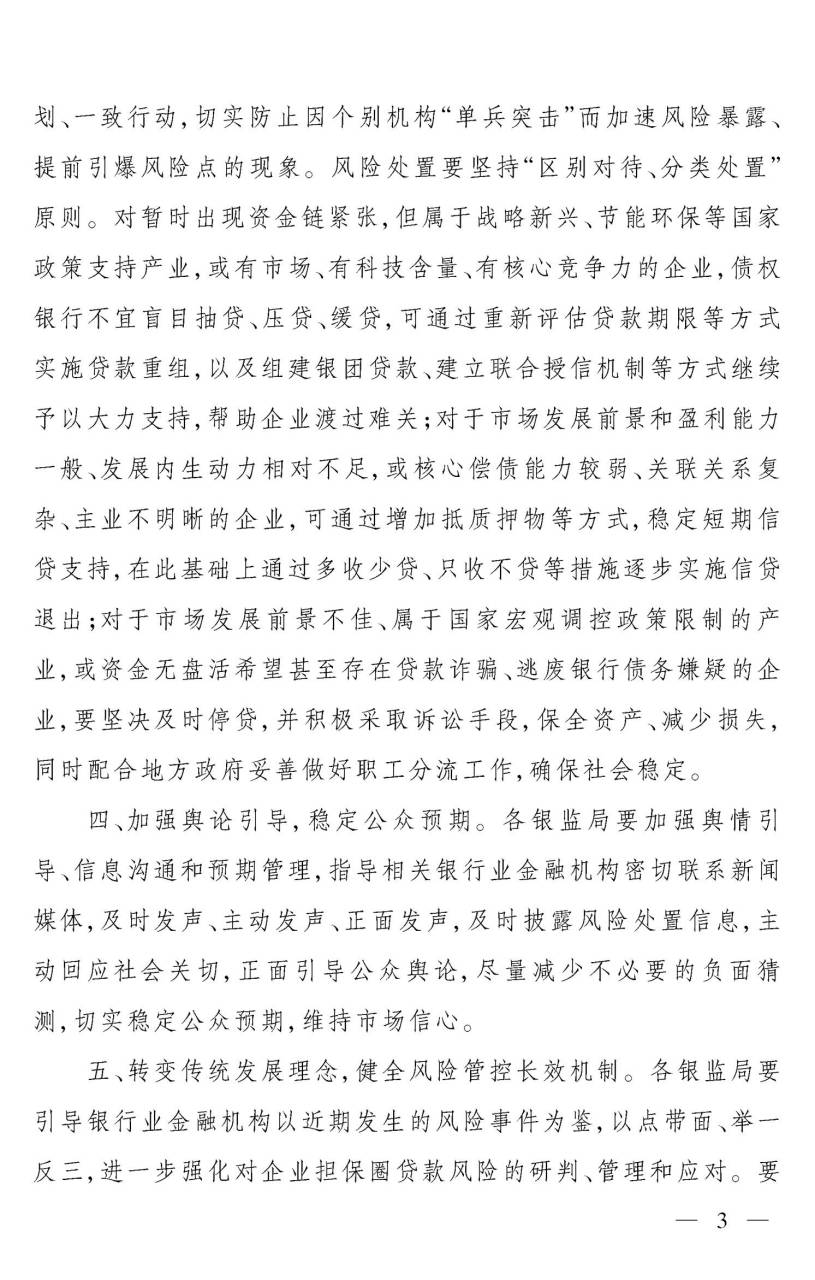 划、一致行动,切实防止因个别机构“单兵突击”而加速风险暴露、
提前引爆风险点的现象。风险处置要坚持“区别对待、分类处置”
原则。对暂时出现资金链紧张,但属于战略新兴、节能环保等国家
政策支持产业,或有市场、有科技含量、有核心竞争力的企业,债权
银行不宜盲目抽贷、压贷、缓贷,可通过重新评估贷款期限等方式
实施贷款重组,以及组建银团贷款、建立联合授信机制等方式继续
予以大力支持,帮助企业渡过难关;对于市场发展前景和盈利能力
一般、发展内生动力相对不足,或核心偿债能力较弱、关联关系复
杂、主业不明晰的企业,可通过增加抵质押物等方式,稳定短期信
贷支持,在此基础上通过多收少贷、只收不贷等措施逐步实施信贷
退出;对于市场发展前景不佳、属于国家宏观调控政策限制的产
业,或资金无盘活希望甚至存在贷款诈骗、逃废银行债务嫌疑的企
业,要坚决及时停贷,并积极采取诉讼手段,保全资产、减少损失,
同时配合地方政府妥善做好职工分流工作,确保社会稳定。
四、加强舆论引导,稳定公众预期。各银监局要加强舆情引
导、信息沟通和预期管理,指导相关银行业金融机构密切联系新闻
媒体,及时发声、主动发声、正面发声,及时披露风险处置信息,主
动回应社会关切,正面引导公众舆论,尽量减少不必要的负面猜
测,切实稳定公众预期,维持市场信心。
五、转变传统发展理念,健全风险管控长效机制。各银监局要
引导银行业金融机构以近期发生的风险事件为鉴,以点带面、举一
反三,进一步强化对企业担保圈贷款风险的研判、管理和应对。要
— 3 —